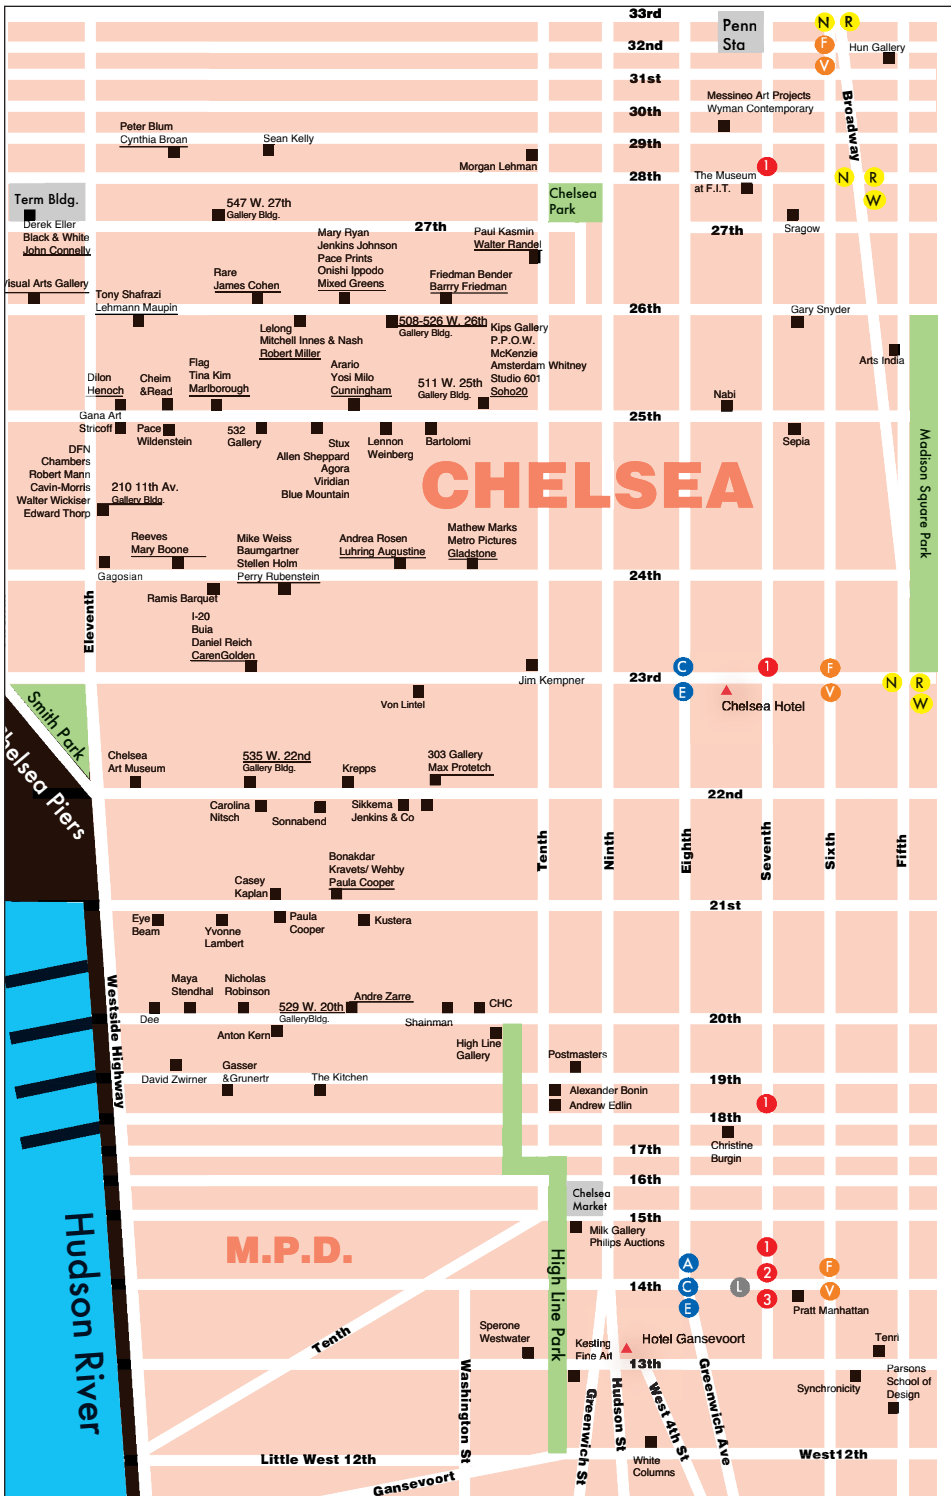 33rd
Penn
Sta
N
R
32nd
F
Hun Gallery
V
31st
Messineo Art Projects
Wyman Contemporary
30th
Broadway
Peter Blum
Cynthia Broan
Sean Kelly
29th
Morgan Lehman
1
28th
The Museum
at F.I.T.
N
R
W
Term Bldg.
Chelsea
Park
547 W. 27th
Gallery Bldg.
Derek Eller
Black & White
John Connelly
27th
27th
Sragow
Mary Ryan
Jenkins Johnson
Pace Prints
Onishi Ippodo
Mixed Greens
Paul Kasmin
Walter Randel
Visual Arts Gallery
Rare
James Cohen
Friedman Bender
Barrry Friedman
Tony Shafrazi
Lehmann Maupin
26th
Gary Snyder
Lelong
Mitchell Innes & Nash
Robert Miller
508-526 W. 26th
Gallery Bldg.
Kips Gallery
P.P.O.W.
McKenzie
Amsterdam Whitney
Studio 601
Soho20
Arts India
Flag
Tina Kim
Marlborough
Arario
Yosi Milo
Cunningham
Dilon
Henoch
Cheim
&Read
511 W. 25th
Gallery Bldg.
Nabi
25th
Gana Art
Stricoff
Pace
Wildenstein
532
Gallery
Stux
Allen Sheppard
Agora
Viridian
Blue Mountain
Lennon
Weinberg
Bartolomi
Sepia
Madison Square Park
DFN
Chambers
Robert Mann
Cavin-Morris
Walter Wickiser
Edward Thorp
210 11th Av.
Gallery Bldg.
CHELSEA
Reeves
Mary Boone
Mike Weiss
Baumgartner
Stellen Holm
Perry Rubenstein
Andrea Rosen
Luhring Augustine
Mathew Marks
Metro Pictures
Gladstone
Gagosian
24th
Eleventh
Ramis Barquet
I-20
Buia
Daniel Reich
CarenGolden
Jim Kempner
23rd
C
E
1
F
V
N
R
W
Chelsea Hotel
Smith Park
Von Lintel
Chelsea Piers
Chelsea
Art Museum
535 W. 22nd
Gallery Bldg.
Krepps
303 Gallery
Max Protetch
22nd
Carolina
Nitsch
Sonnabend
Sikkema
Jenkins & Co
Tenth
Ninth
Eighth
Seventh
Sixth
Fifth
Bonakdar
Kravets/ Wehby
Paula Cooper
Casey
Kaplan
21st
Eye
Beam
Yvonne
Lambert
Paula
Cooper
Kustera
Westside Highway
Maya
Stendhal
Nicholas
Robinson
529 W. 20th
GalleryBldg.
Andre Zarre
CHC
Dee
Shainman
20th
Anton Kern
High Line
Gallery
Postmasters
David Zwirner
Gasser
&Grunertr
The Kitchen
19th
Alexander Bonin
Andrew Edlin
1
18th
Christine
Burgin
17th
16th
Chelsea
Market
15th
Milk Gallery
Philips Auctions
Hudson River
M.P.D.
High Line Park
A
C
E
1
2
3
L
F
V
14th
Pratt Manhattan
Tenth
Sperone
Westwater
Kesting
Fine Art
Hotel Gansevoort
Tenri
13th
Parsons
School of
Design
Synchronicity
Washington St
Greenwich St
Hudson St
West 4th St
Greenwich Ave
Little West 12th
White
Columns
West12th
Gansevoort